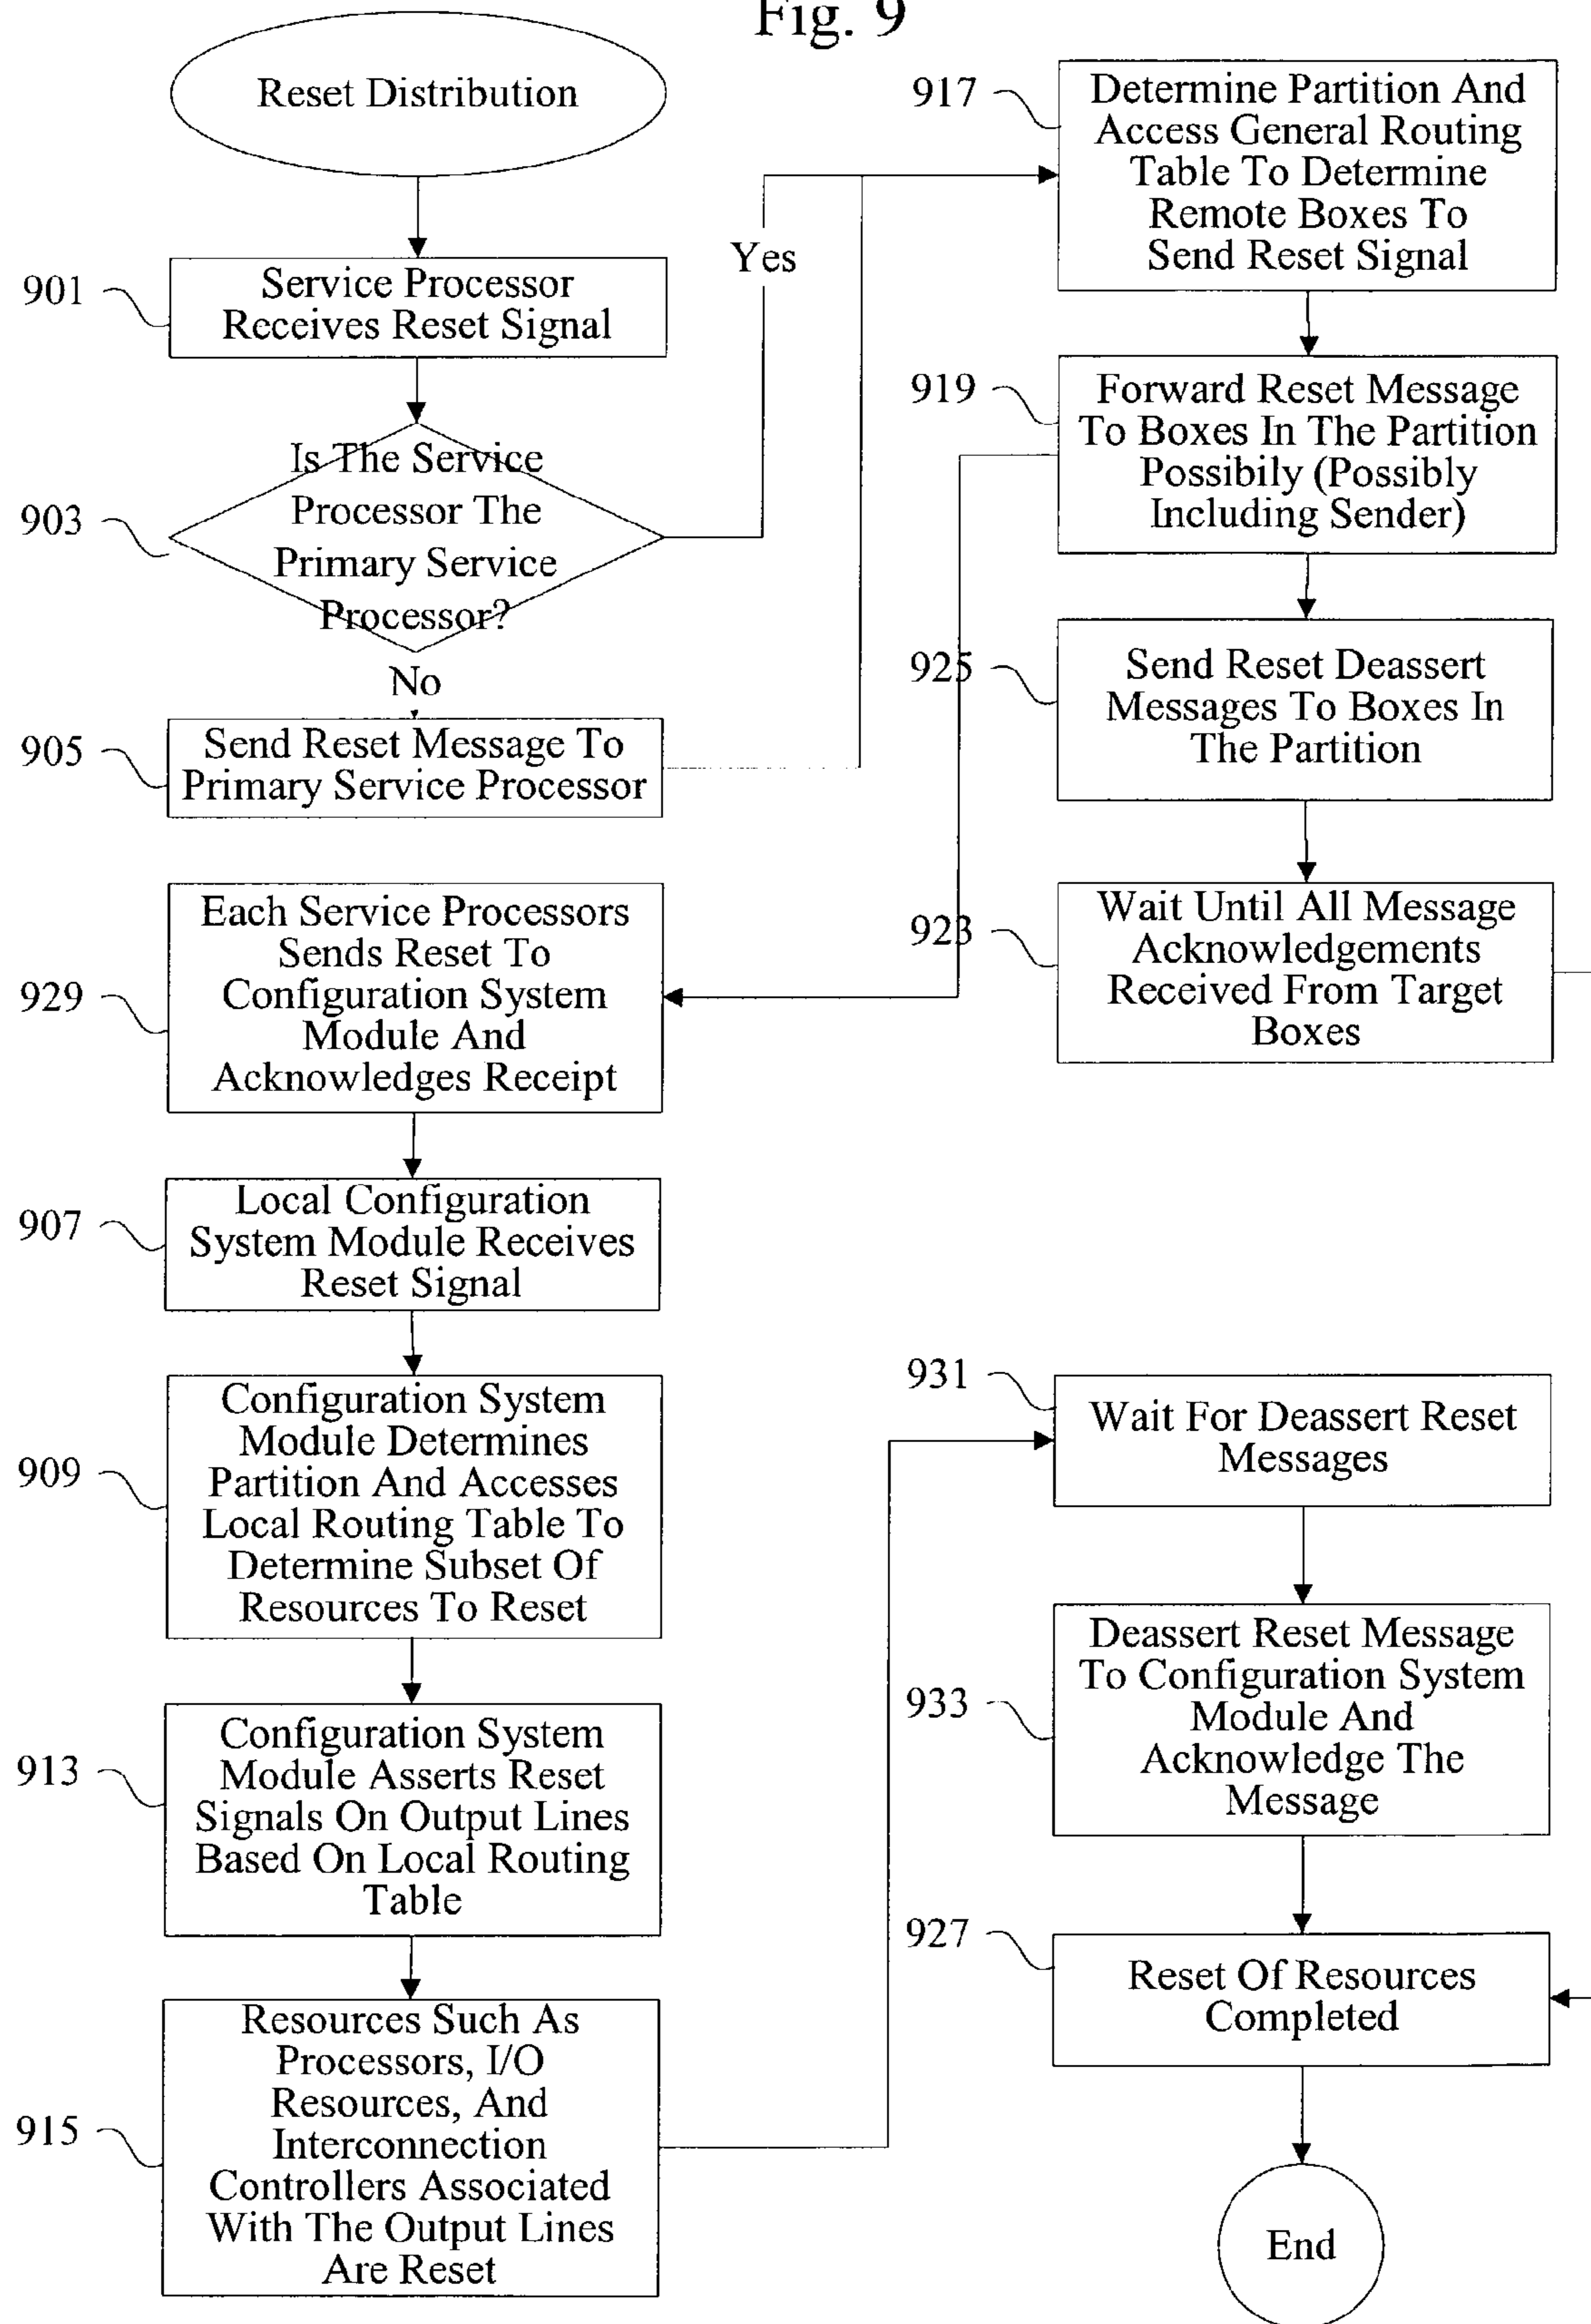 Fig. 9
Reset Distribution
901
Service Processor
Receives Reset Signal
903
Is The Service
Processor The
Primary Service
Processor?
Yes
No
905
Send Reset Message To
Primary Service Processor
917
Determine Partition And
Access General Routing
Table To Determine
Remote Boxes To
Send Reset Signal
919
Forward Reset Message
To Boxes In The Partition
Possibily (Possibly
Including Sender)
925
Send Reset Deassert
Messages To Boxes In
The Partition
923
Wait Until All Message
Acknowledgements
Received From Target
Boxes
929
Each Service Processors
Sends Reset To
Configuration System
Module And
Acknowledges Receipt
907
Local Configuration
System Module Receives
Reset Signal
909
Configuration System
Module Determines
Partition And Accesses
Local Routing Table To
Determine Subset Of
Resources To Reset
913
Configuration System
Module Asserts Reset
Signals On Output Lines
Based On Local Routing
Table
915
Resources Such As
Processors, I/O
Resources, And
Interconnection
Controllers Associated
With The Output Lines
Are Reset
931
Wait For Deassert Reset
Messages
933
Deassert Reset Message
To Configuration System
Module And
Acknowledge The
Message
927
Reset Of Resources
Completed
End